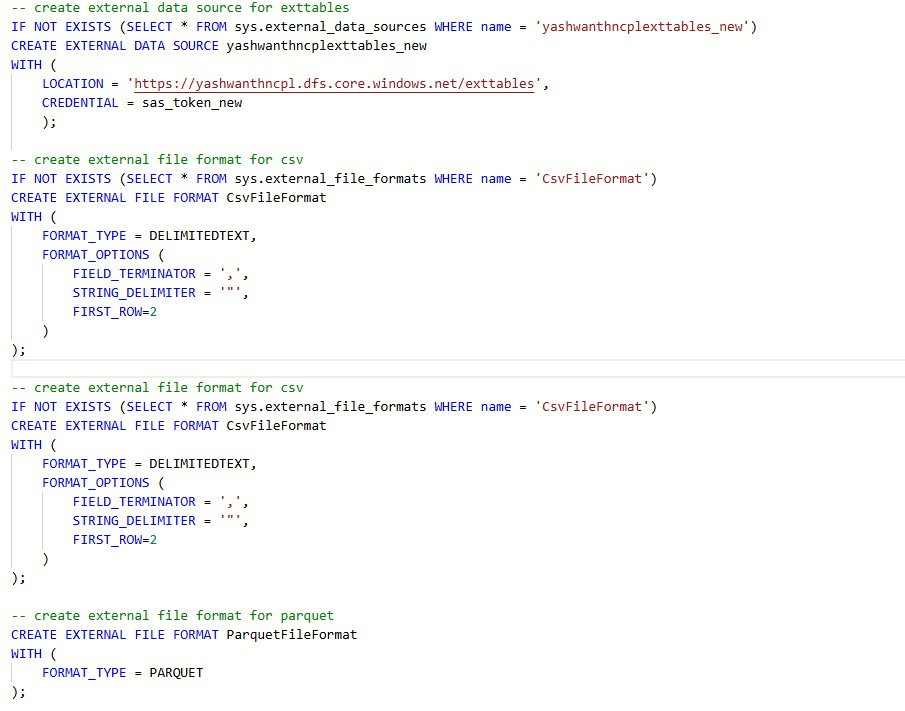 -- create external data source for exttables
IF NOT EXISTS (SELECT * FROM sys.external_data_sources WHERE name = 'yashwanthncplexttables_new')
CREATE EXTERNAL DATA SOURCE yashwanthncplexttables_new
WITH (
    LOCATION = 'https://yashwanthncpl.dfs.core.windows.net/exttables',
    CREDENTIAL = sas_token_new
    );

-- create external file format for csv
IF NOT EXISTS (SELECT * FROM sys.external_file_formats WHERE name = 'CsvFileFormat')
CREATE EXTERNAL FILE FORMAT CsvFileFormat
WITH (
    FORMAT_TYPE = DELIMITEDTEXT,
    FORMAT_OPTIONS (
        FIELD_TERMINATOR = ',',
        STRING_DELIMITER = '"',
        FIRST_ROW=2
    )
);

-- create external file format for csv
IF NOT EXISTS (SELECT * FROM sys.external_file_formats WHERE name = 'CsvFileFormat')
CREATE EXTERNAL FILE FORMAT CsvFileFormat
WITH (
    FORMAT_TYPE = DELIMITEDTEXT,
    FORMAT_OPTIONS (
        FIELD_TERMINATOR = ',',
        STRING_DELIMITER = '"',
        FIRST_ROW=2
    )
);

-- create external file format for parquet
CREATE EXTERNAL FILE FORMAT ParquetFileFormat
WITH (
    FORMAT_TYPE = PARQUET
);